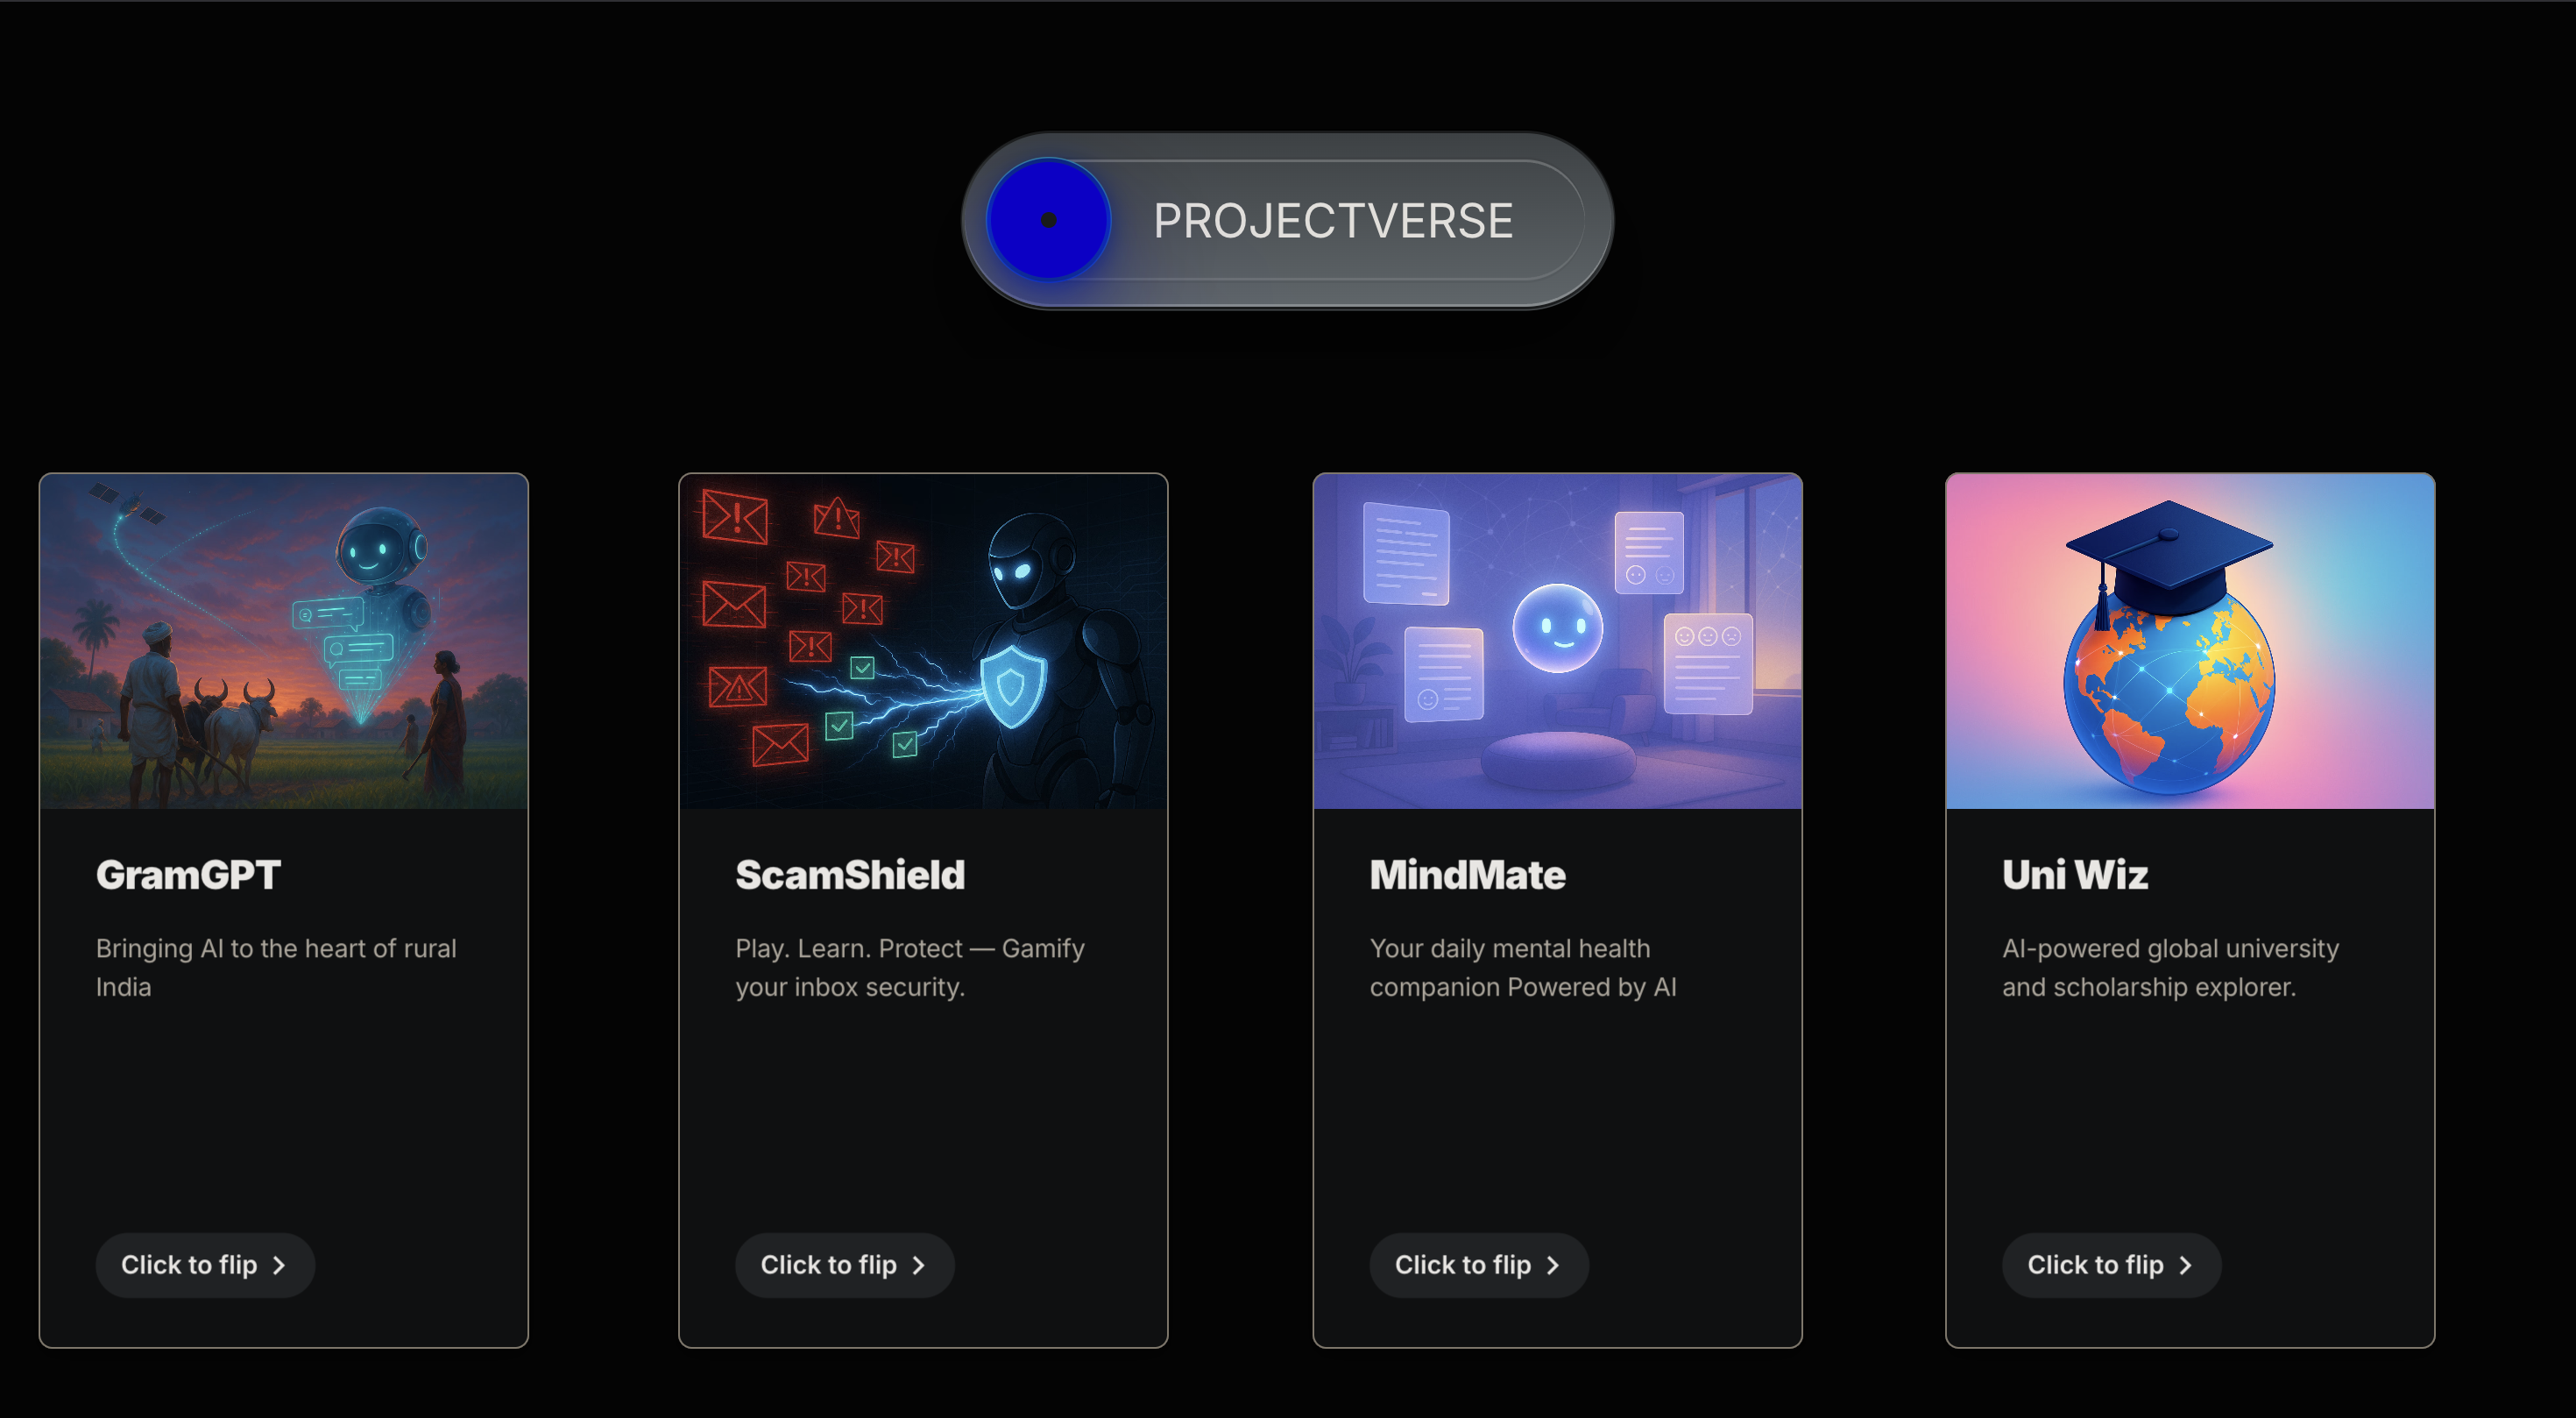 PROJECTVERSE
GramGPT
Bringing AI to the heart of rural
India
Click to flip
ScamShield
Play. Learn. Protect — Gamify
your inbox security.
Click to flip
MindMate
Your daily mental health
companion Powered by AI
Click to flip
Uni Wiz
AI-powered global university
and scholarship explorer.
Click to flip